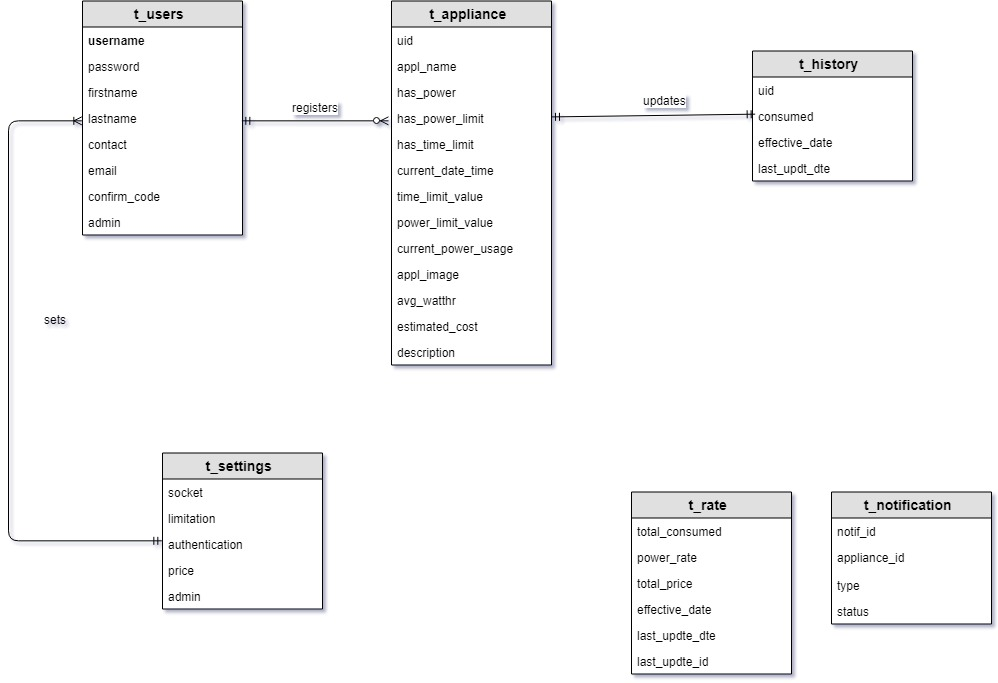 t_users
username
password
firstname
lastname
contact
email
confirm_code
admin
registers
t_appliance
uid
appl_name
has_power
has_power_limit
has_time_limit
current_date_time
time_limit_value
power_limit_value
current_power_usage
appl_image
avg_watthr
estimated_cost
description
updates
t_history
uid
consumed
effective_date
last_updt_dte
sets
t_settings
socket
limitation
authentication
price
admin
t_rate
total_consumed
power_rate
total_price
effective_date
last_updte_dte
last_updte_id
t_notification
notif_id
appliance_id
type
status